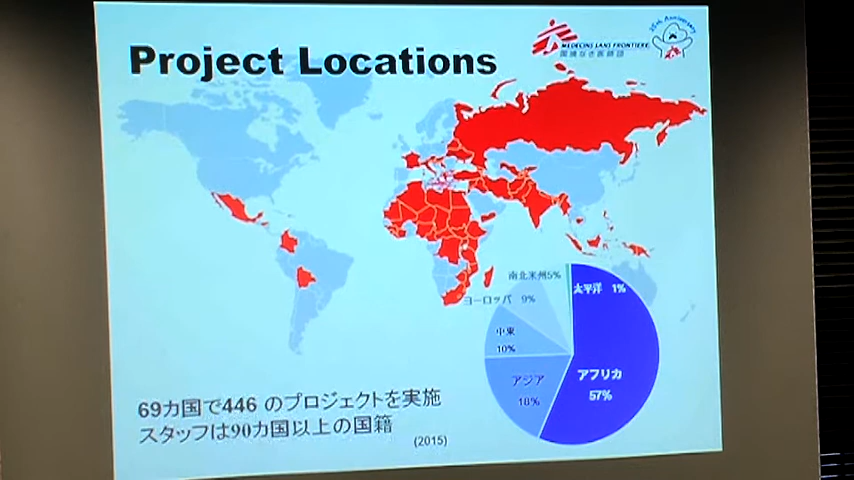 25th Anniversary
Project Locations
MEDECINS SANS FRONTIERES
国境なき医師団
南北米州5%
太平洋 1%
ヨーロッパ 9%
中東
10%
アジア
18%
アフリカ
57%
69カ国で446 のプロジェクトを実施
スタッフは90カ国以上の国籍
(2015)